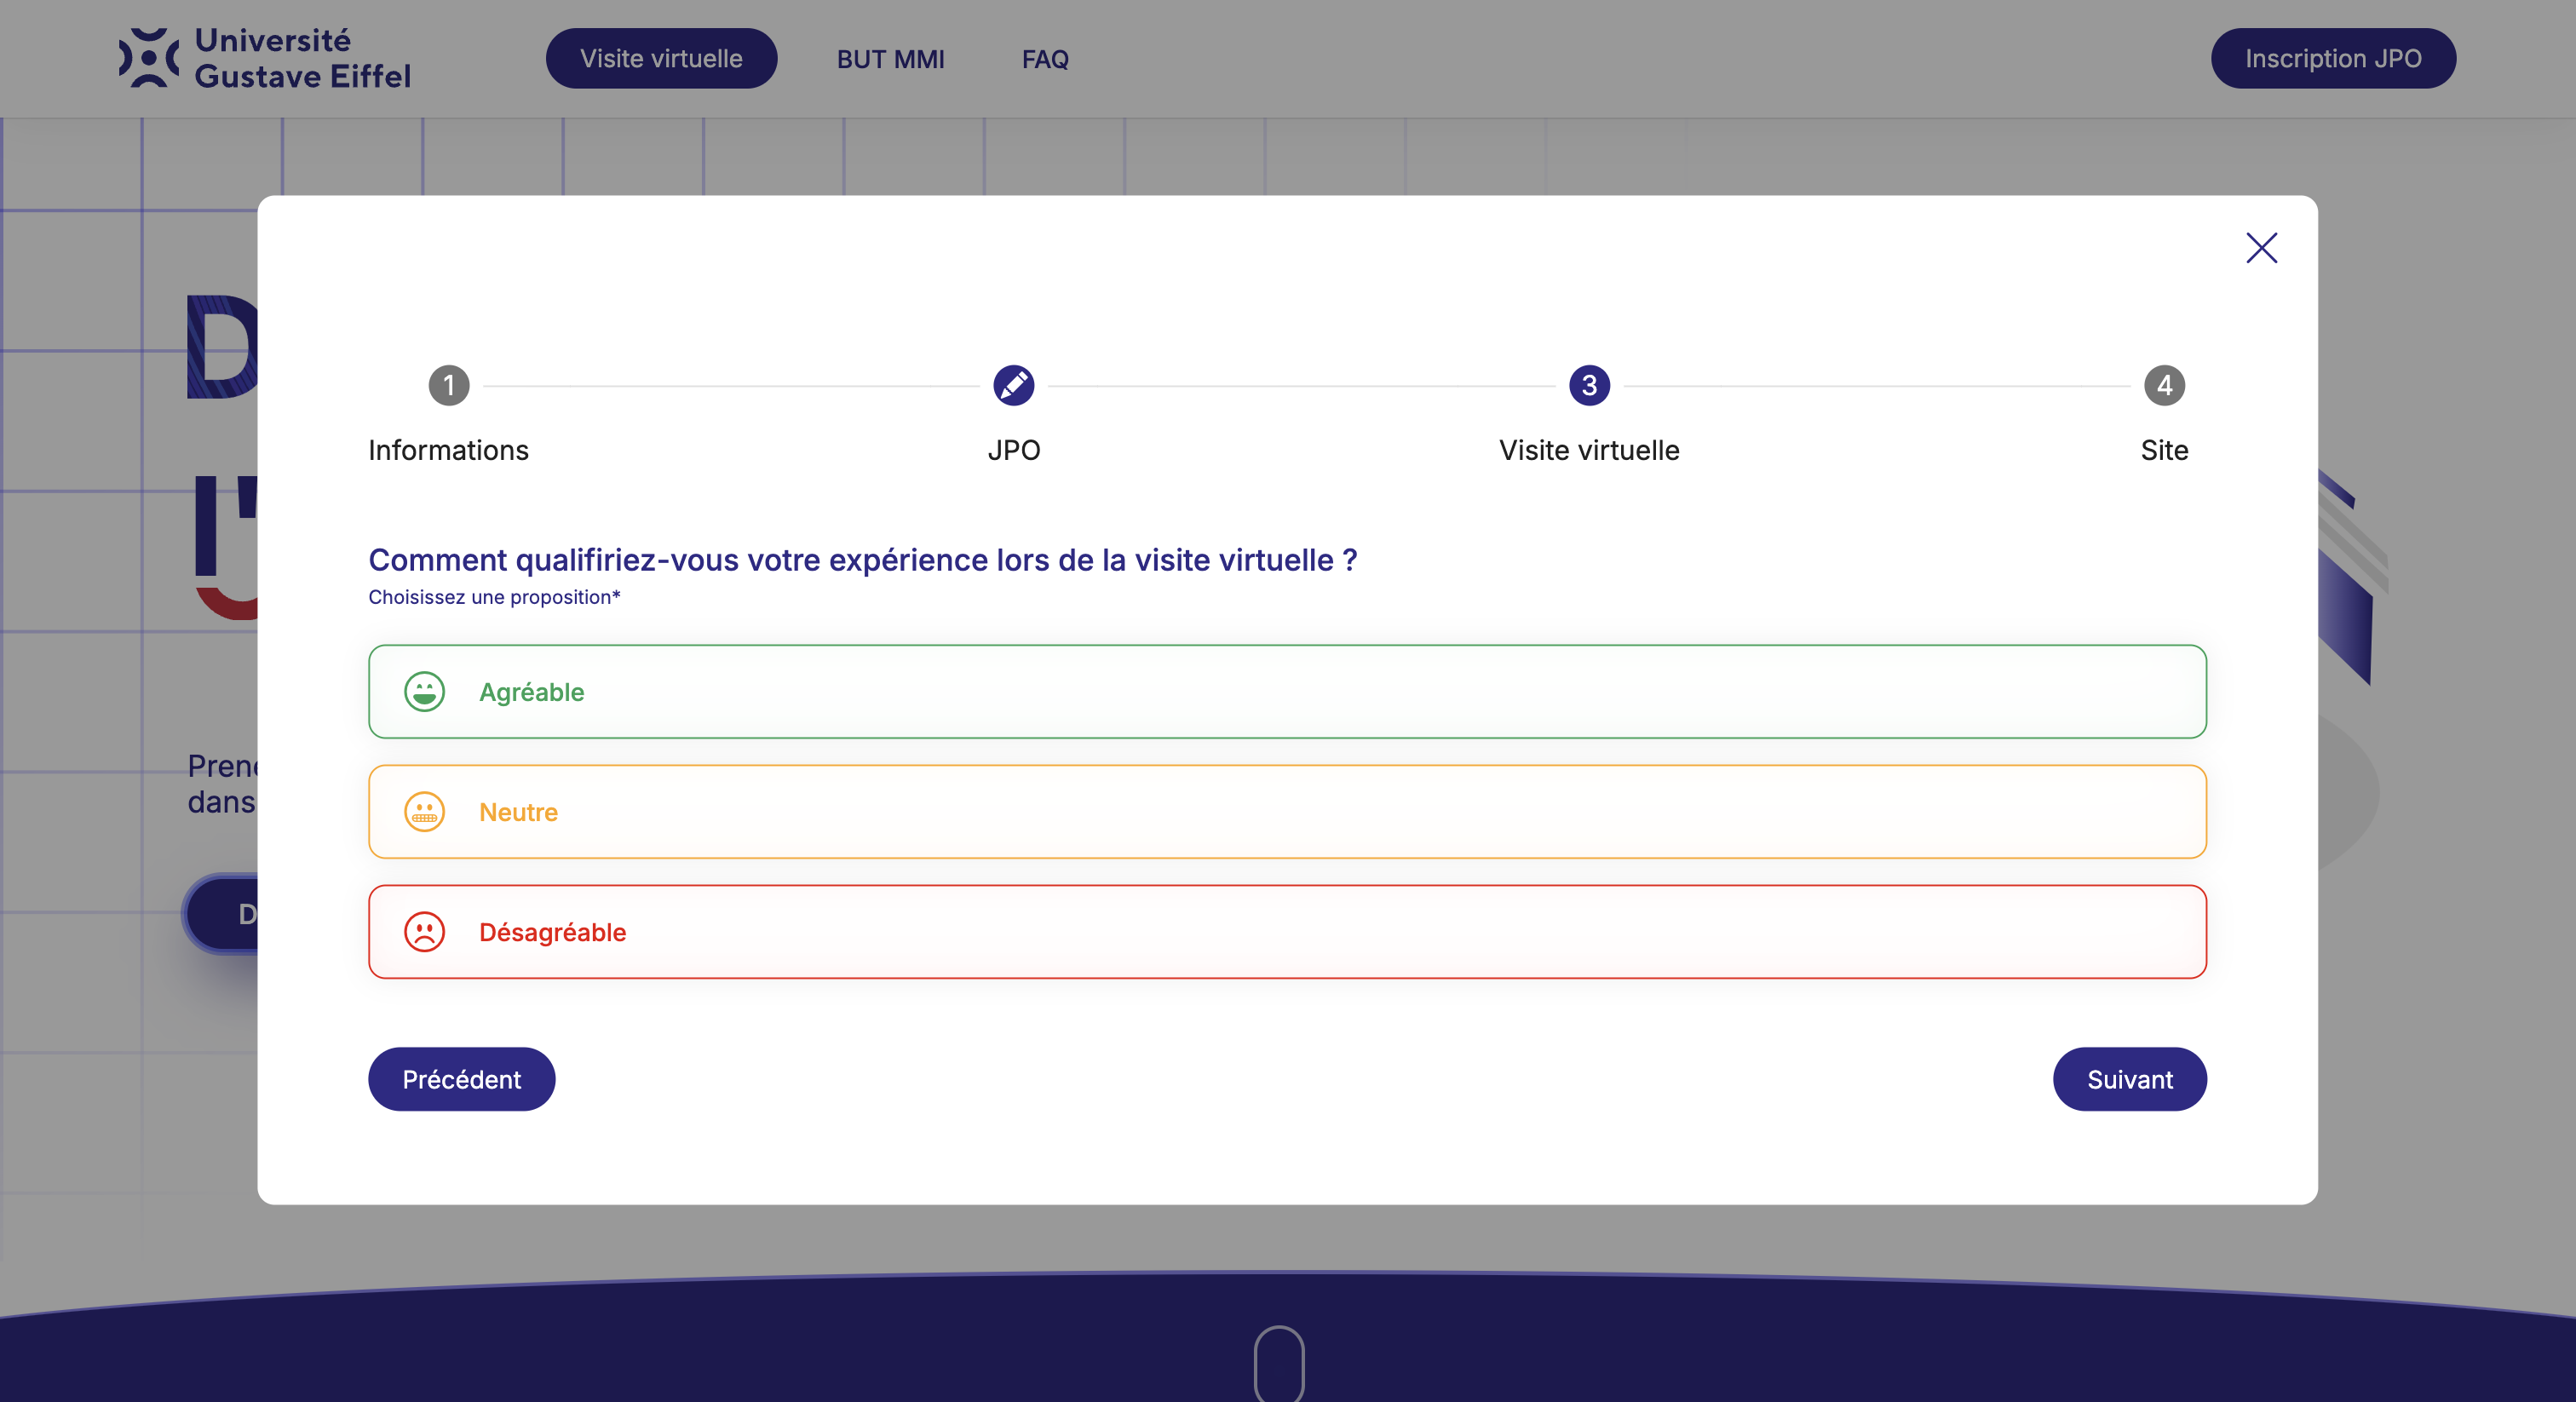 Université
Gustave Eiffel
Visite virtuelle
BUT MMI
FAQ
Inscription JPO
1
3
4
Informations
JPO
Visite virtuelle
Site
Comment qualifiriez-vous votre expérience lors de la visite virtuelle ?
Choisissez une proposition*
Agréable
Neutre
Désagréable
Précédent
Suivant
D
l'
dans